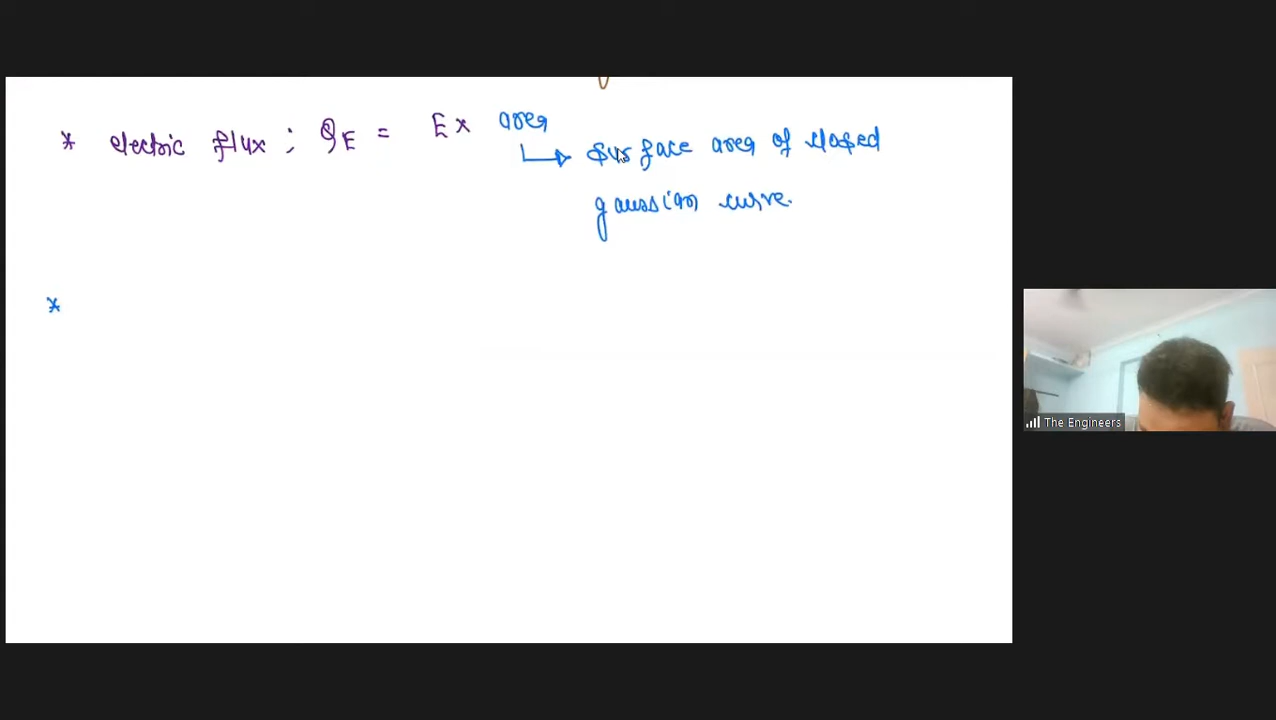 * electric flux ; φE = E x area
surface area of closed
gaussian curve.
*
The Engineers